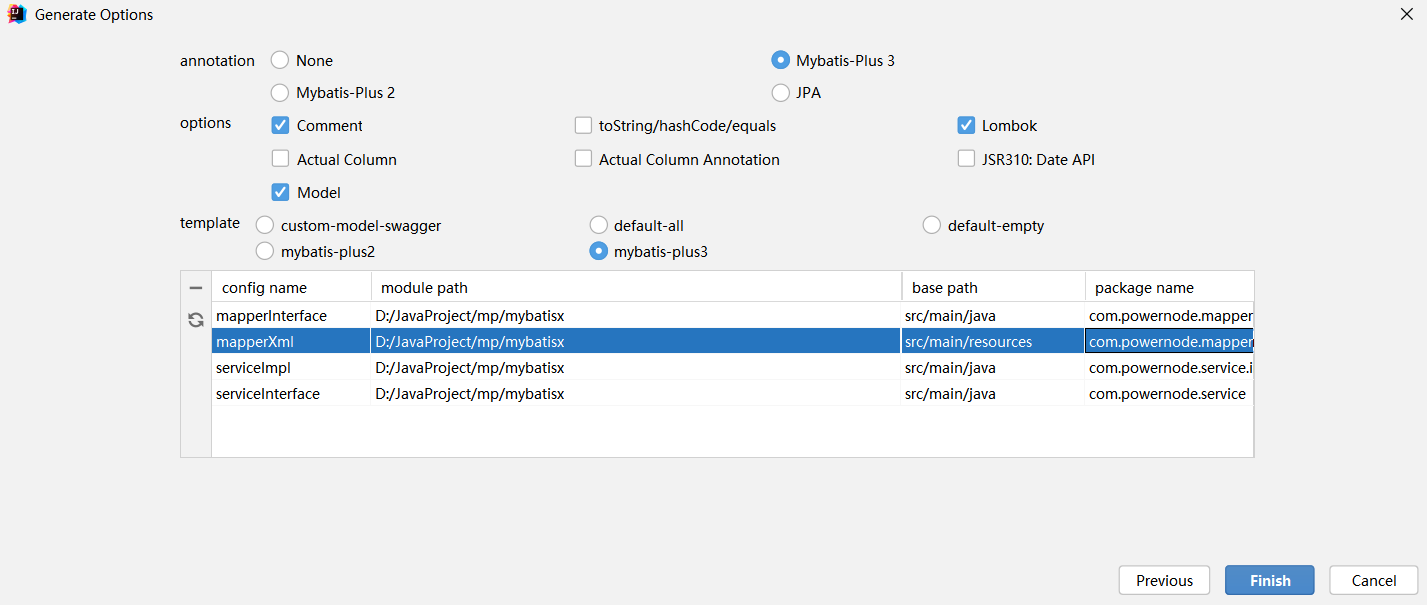 Generate Options
annotation None Mybatis-Plus 3
Mybatis-Plus 2 JPA
options Comment toString/hashCode/equals Lombok
Actual Column Actual Column Annotation JSR310: Date API
Model
template custom-model-swagger default-all default-empty
mybatis-plus2 mybatis-plus3
config name module path base path package name
mapperInterface D:/JavaProject/mp/mybatisx src/main/java com.powernode.mapper
mapperXml D:/JavaProject/mp/mybatisx src/main/resources com.powernode.mapper
serviceImpl D:/JavaProject/mp/mybatisx src/main/java com.powernode.service.i
serviceInterface D:/JavaProject/mp/mybatisx src/main/java com.powernode.service
Previous Finish Cancel